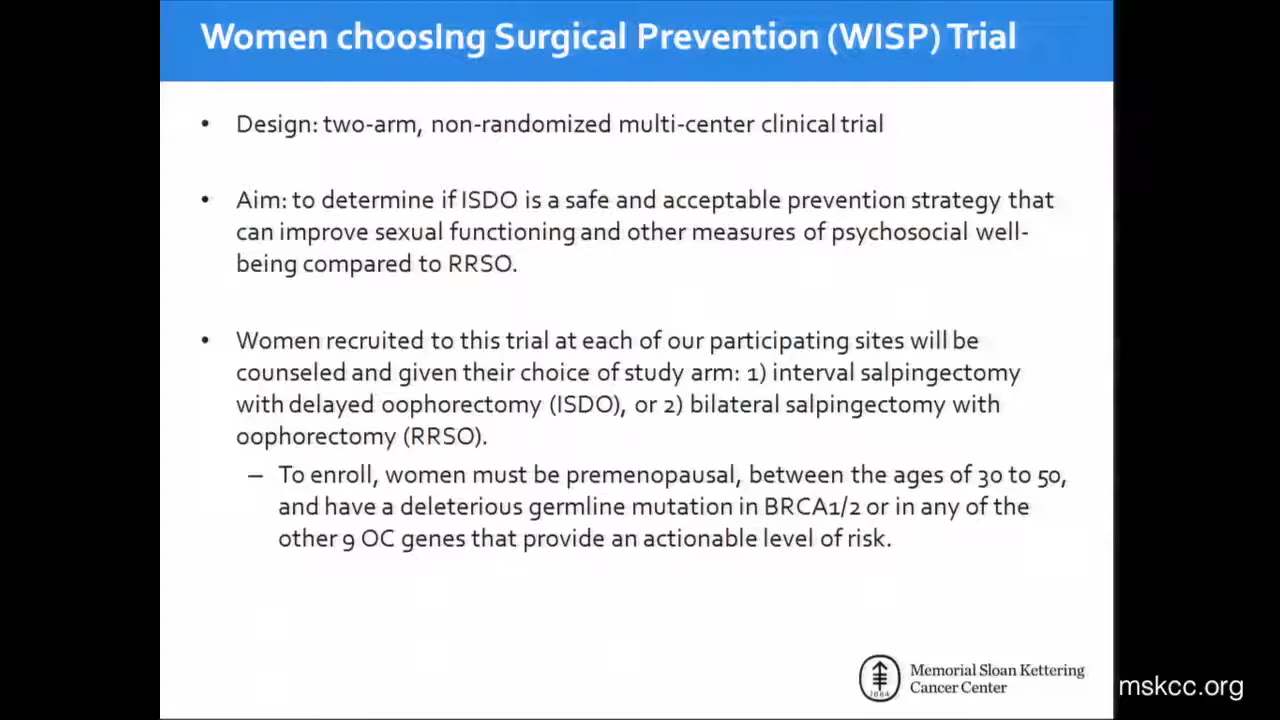 Women choosIng Surgical Prevention (WISP) Trial
• Design: two-arm, non-randomized multi-center clinical trial
• Aim: to determine if ISDO is a safe and acceptable prevention strategy that
can improve sexual functioning and other measures of psychosocial well-
being compared to RRSO.
• Women recruited to this trial at each of our participating sites will be
counseled and given their choice of study arm: 1) interval salpingectomy
with delayed oophorectomy (ISDO), or 2) bilateral salpingectomy with
oophorectomy (RRSO).
– To enroll, women must be premenopausal, between the ages of 30 to 50,
and have a deleterious germline mutation in BRCA1/2 or in any of the
other 9 OC genes that provide an actionable level of risk.
1884
Memorial Sloan Kettering
Cancer Center
mskcc.org